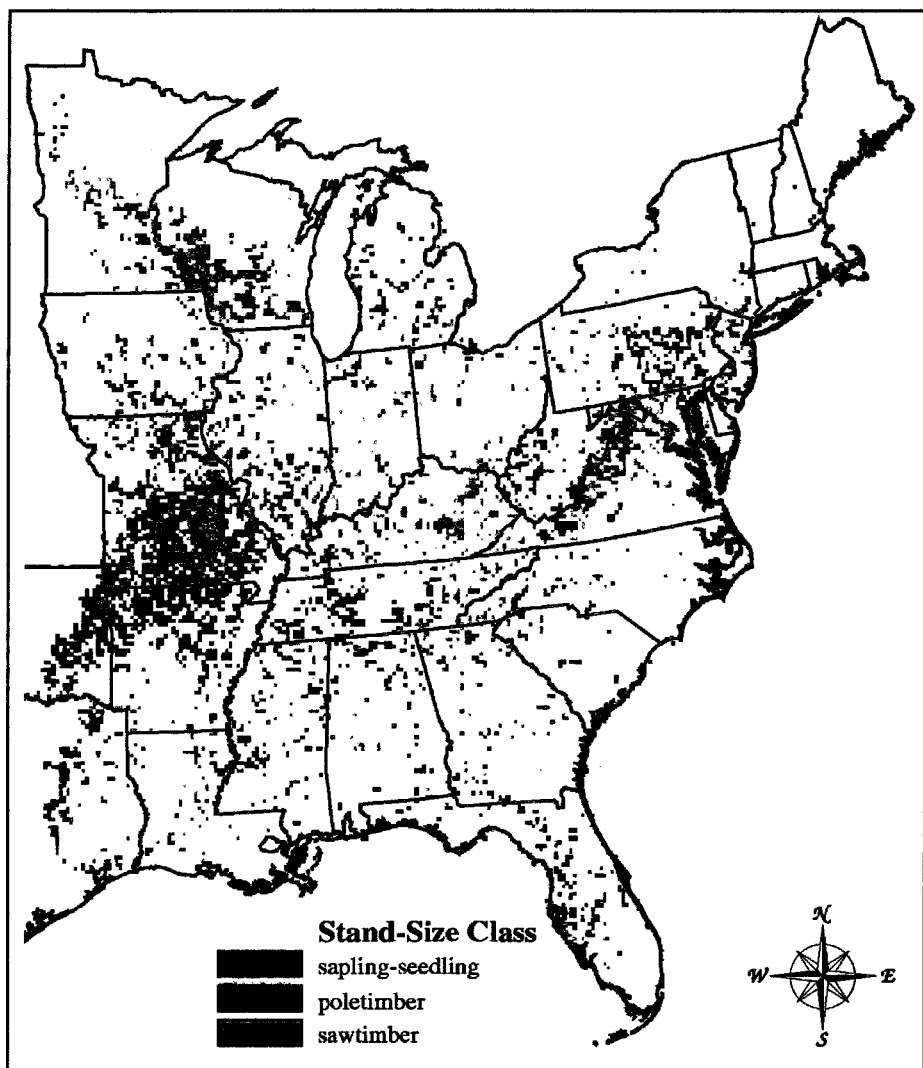 Stand-Size Class
sapling-seedling
poletimber
sawtimber
N
W E
S